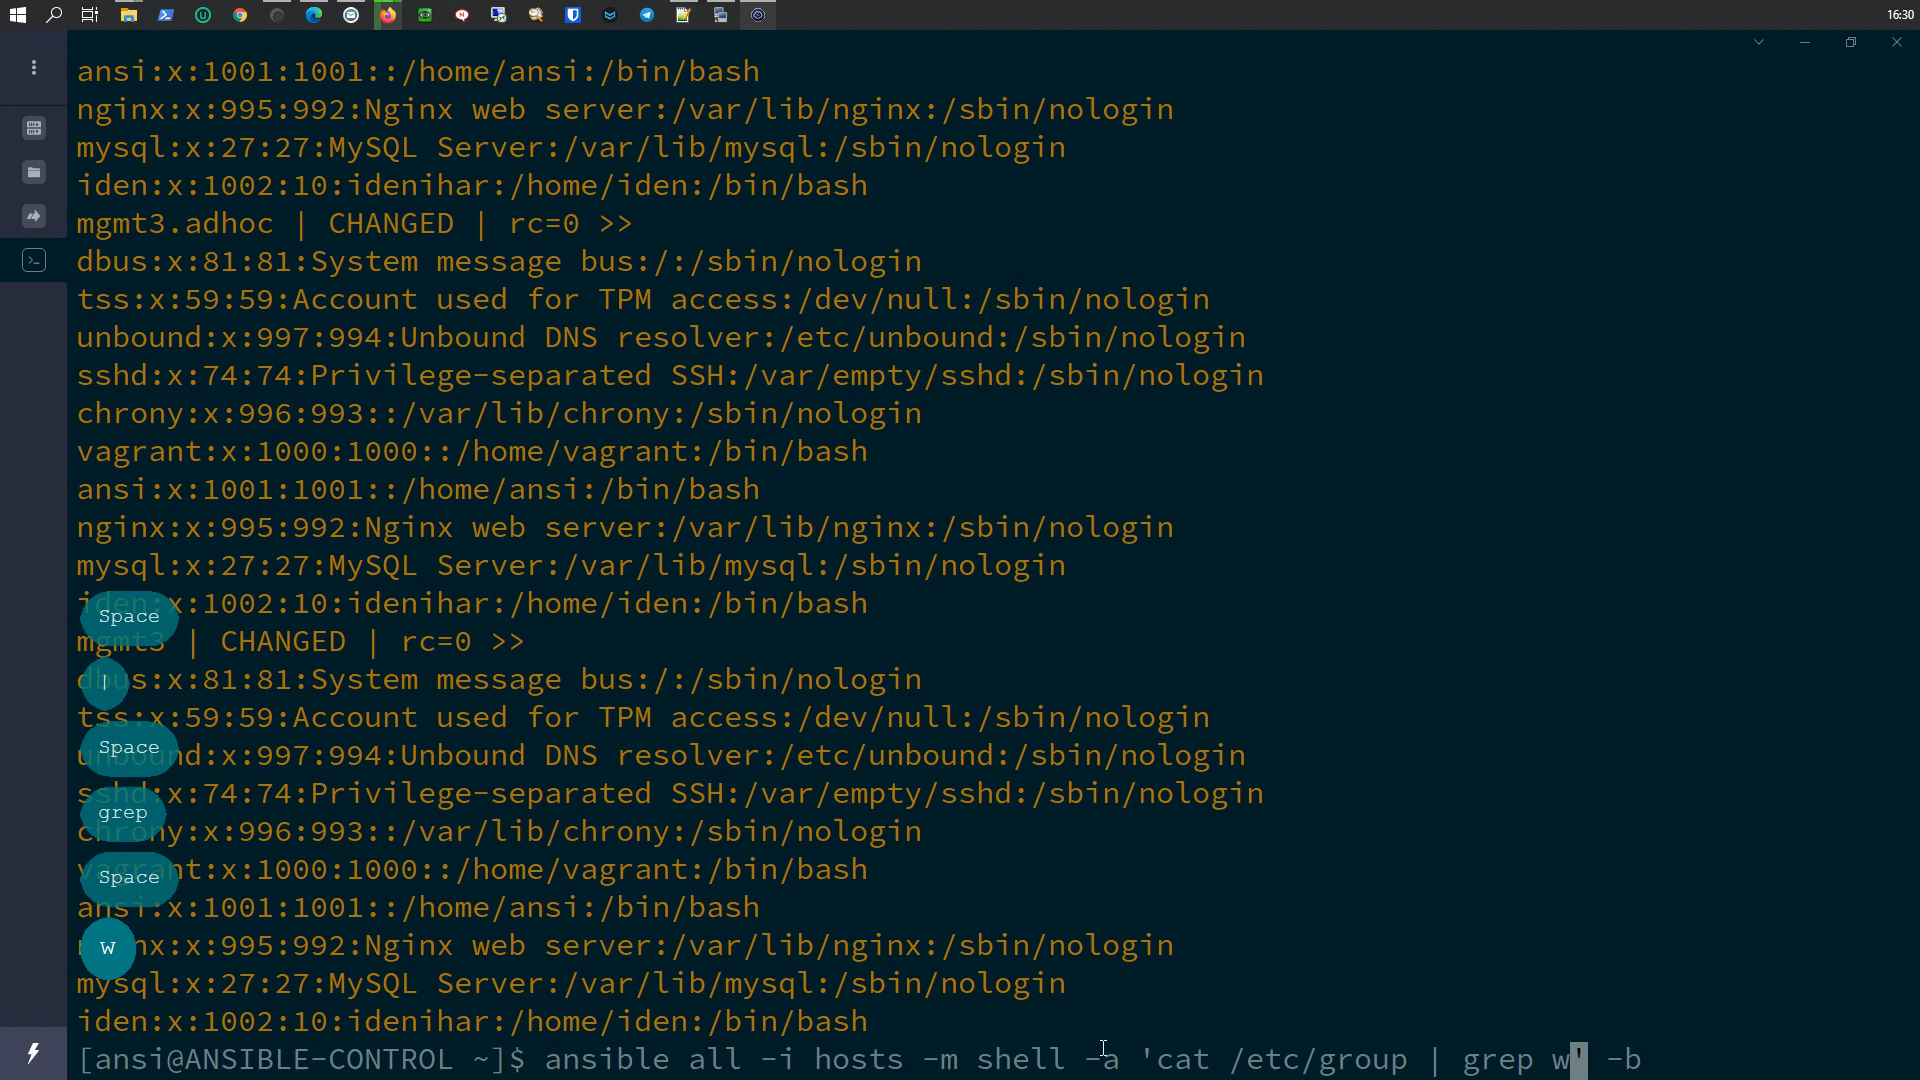 16:30
ansi:x:1001:1001::/home/ansi:/bin/bash
nginx:x:995:992:Nginx web server:/var/lib/nginx:/sbin/nologin
mysql:x:27:27:MySQL Server:/var/lib/mysql:/sbin/nologin
iden:x:1002:10:idenihar:/home/iden:/bin/bash
mgmt3.adhoc | CHANGED | rc=0 >>
dbus:x:81:81:System message bus:/:/sbin/nologin
tss:x:59:59:Account used for TPM access:/dev/null:/sbin/nologin
unbound:x:997:994:Unbound DNS resolver:/etc/unbound:/sbin/nologin
sshd:x:74:74:Privilege-separated SSH:/var/empty/sshd:/sbin/nologin
chrony:x:996:993::/var/lib/chrony:/sbin/nologin
vagrant:x:1000:1000::/home/vagrant:/bin/bash
ansi:x:1001:1001::/home/ansi:/bin/bash
nginx:x:995:992:Nginx web server:/var/lib/nginx:/sbin/nologin
mysql:x:27:27:MySQL Server:/var/lib/mysql:/sbin/nologin
iden:x:1002:10:idenihar:/home/iden:/bin/bash
Space
mgmt3 | CHANGED | rc=0 >>
dbus:x:81:81:System message bus:/:/sbin/nologin
|
tss:x:59:59:Account used for TPM access:/dev/null:/sbin/nologin
unbound:x:997:994:Unbound DNS resolver:/etc/unbound:/sbin/nologin
Space
sshd:x:74:74:Privilege-separated SSH:/var/empty/sshd:/sbin/nologin
grep
chrony:x:996:993::/var/lib/chrony:/sbin/nologin
vagrant:x:1000:1000::/home/vagrant:/bin/bash
Space
ansi:x:1001:1001::/home/ansi:/bin/bash
nginx:x:995:992:Nginx web server:/var/lib/nginx:/sbin/nologin
w
mysql:x:27:27:MySQL Server:/var/lib/mysql:/sbin/nologin
iden:x:1002:10:idenihar:/home/iden:/bin/bash
[ansi@ANSIBLE-CONTROL ~]$ ansible all -i hosts -m shell -a 'cat /etc/group | grep w' -b